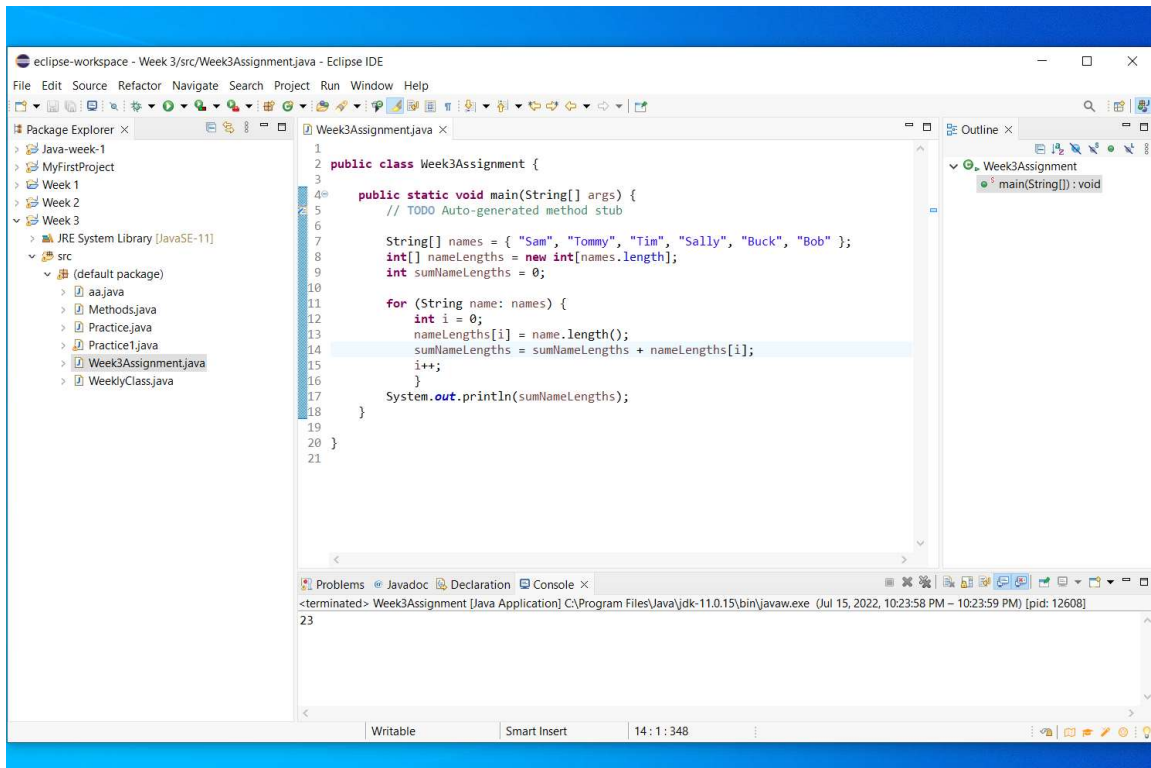 eclipse-workspace - Week 3/src/Week3Assignment.java - Eclipse IDE
File Edit Source Refactor Navigate Search Project Run Window Help
Package Explorer
Java-week-1
MyFirstProject
Week 1
Week 2
Week 3
JRE System Library [JavaSE-11]
src
(default package)
aa.java
Methods.java
Practice.java
Practice1.java
Week3Assignment.java
WeeklyClass.java
Week3Assignment.java
1
2 public class Week3Assignment {
3
4 public static void main(String[] args) {
5 // TODO Auto-generated method stub
6
7 String[] names = { "Sam", "Tommy", "Tim", "Sally", "Buck", "Bob" };
8 int[] nameLengths = new int[names.length];
9 int sumNameLengths = 0;
10
11 for (String name: names) {
12 int i = 0;
13 nameLengths[i] = name.length();
14 sumNameLengths = sumNameLengths + nameLengths[i];
15 i++;
16 }
17 System.out.println(sumNameLengths);
18 }
19
20 }
21
Outline
Week3Assignment
main(String[]) : void
Problems Javadoc Declaration Console
<terminated> Week3Assignment [Java Application] C:\Program Files\Java\jdk-11.0.15\bin\javaw.exe (Jul 15, 2022, 10:23:58 PM – 10:23:59 PM) [pid: 12608]
23
Writable Smart Insert 14 : 1 : 348